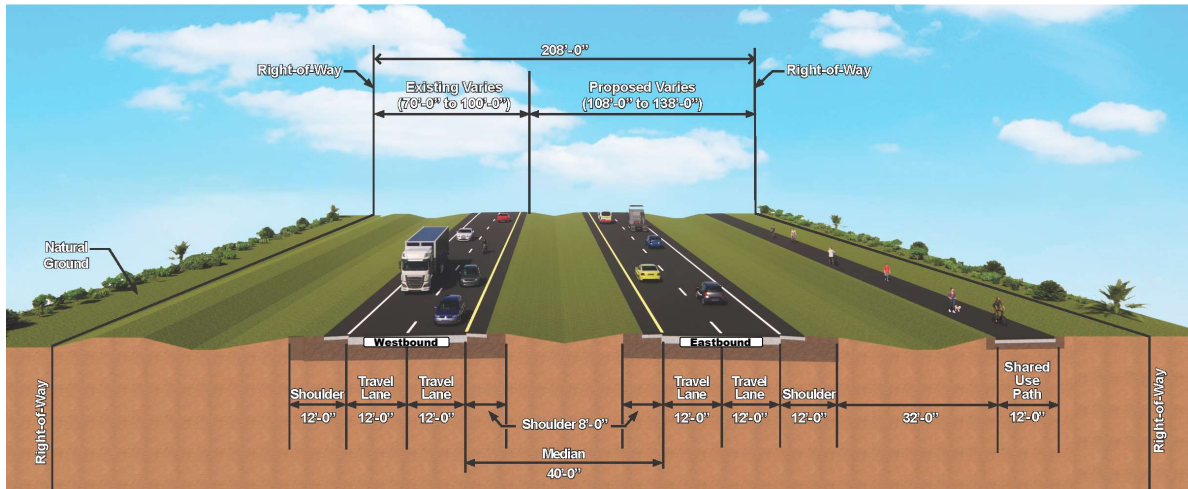 208'-0"
Right-of-Way
Right-of-Way
Existing Varies
(70'-0" to 100'-0")
Proposed Varies
(108'-0" to 138'-0")
Natural
Ground
Westbound
Eastbound
Shoulder
12'-0"
Travel
Lane
12'-0"
Travel
Lane
12'-0"
Shoulder 8'-0"
Travel
Lane
12'-0"
Travel
Lane
12'-0"
Shoulder
12'-0"
32'-0"
Shared
Use
Path
12'-0"
Median
40'-0"
Right-of-Way
Right-of-Way